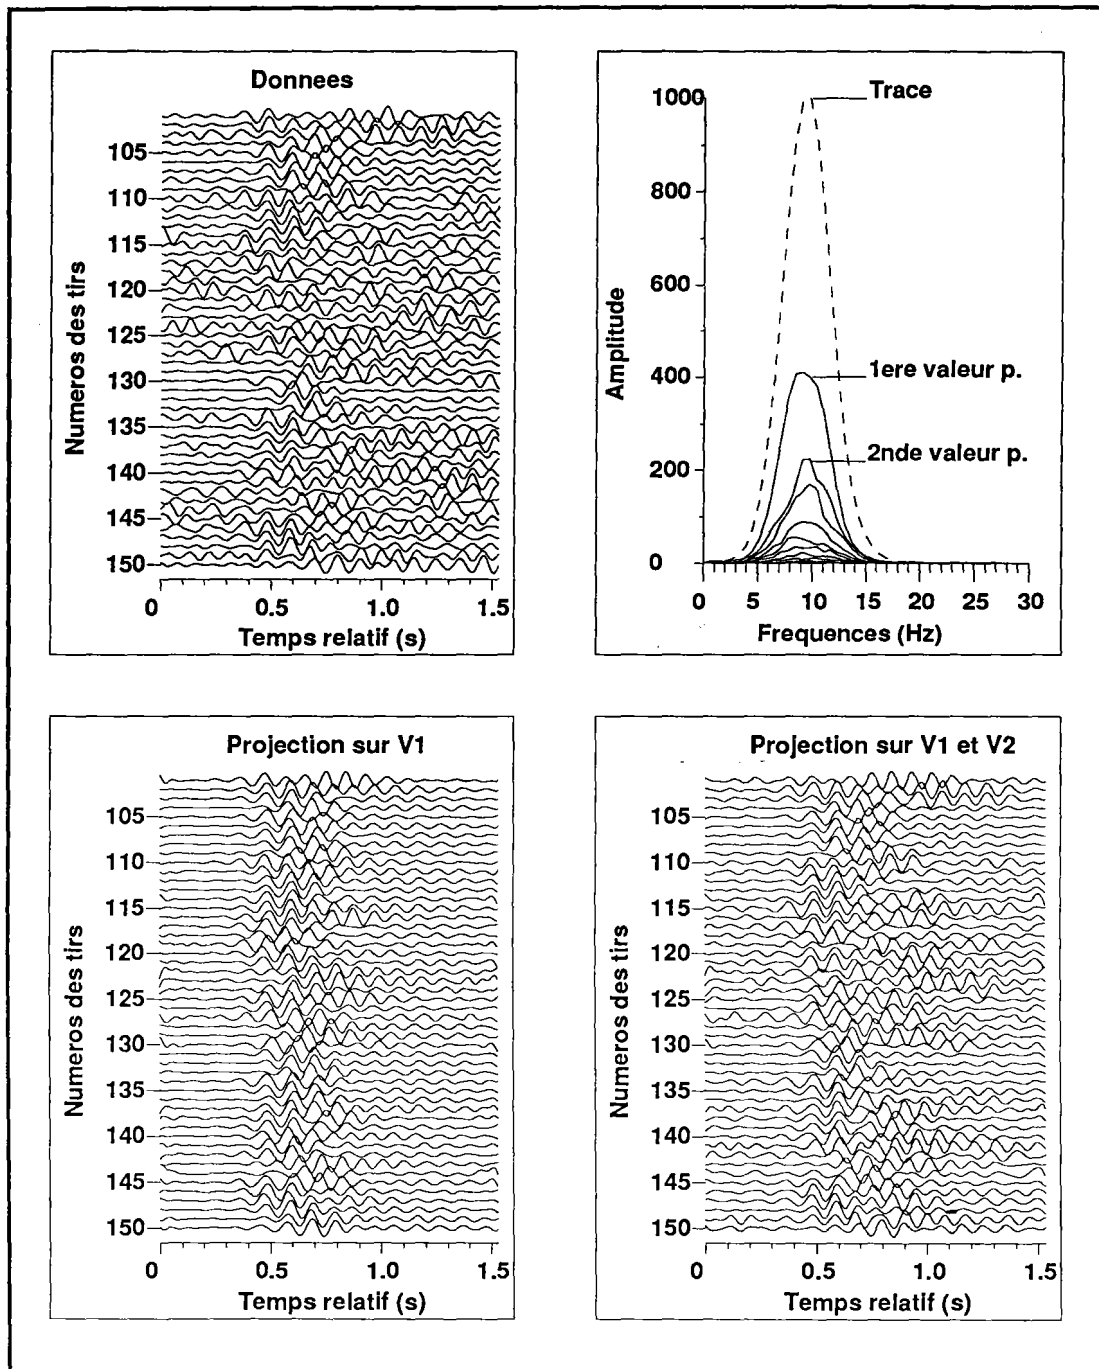 Donnees
Numeros des tirs
105
110
115
120
125
130
135
140
145
150
0 0.5 1.0 1.5
Temps relatif (s)
Amplitude
1000
800
600
400
200
0
Trace
1ere valeur p.
2nde valeur p.
0 5 10 15 20 25 30
Frequences (Hz)
Projection sur V1
Numeros des tirs
105
110
115
120
125
130
135
140
145
150
0 0.5 1.0 1.5
Temps relatif (s)
Projection sur V1 et V2
Numeros des tirs
105
110
115
120
125
130
135
140
145
150
0 0.5 1.0 1.5
Temps relatif (s)